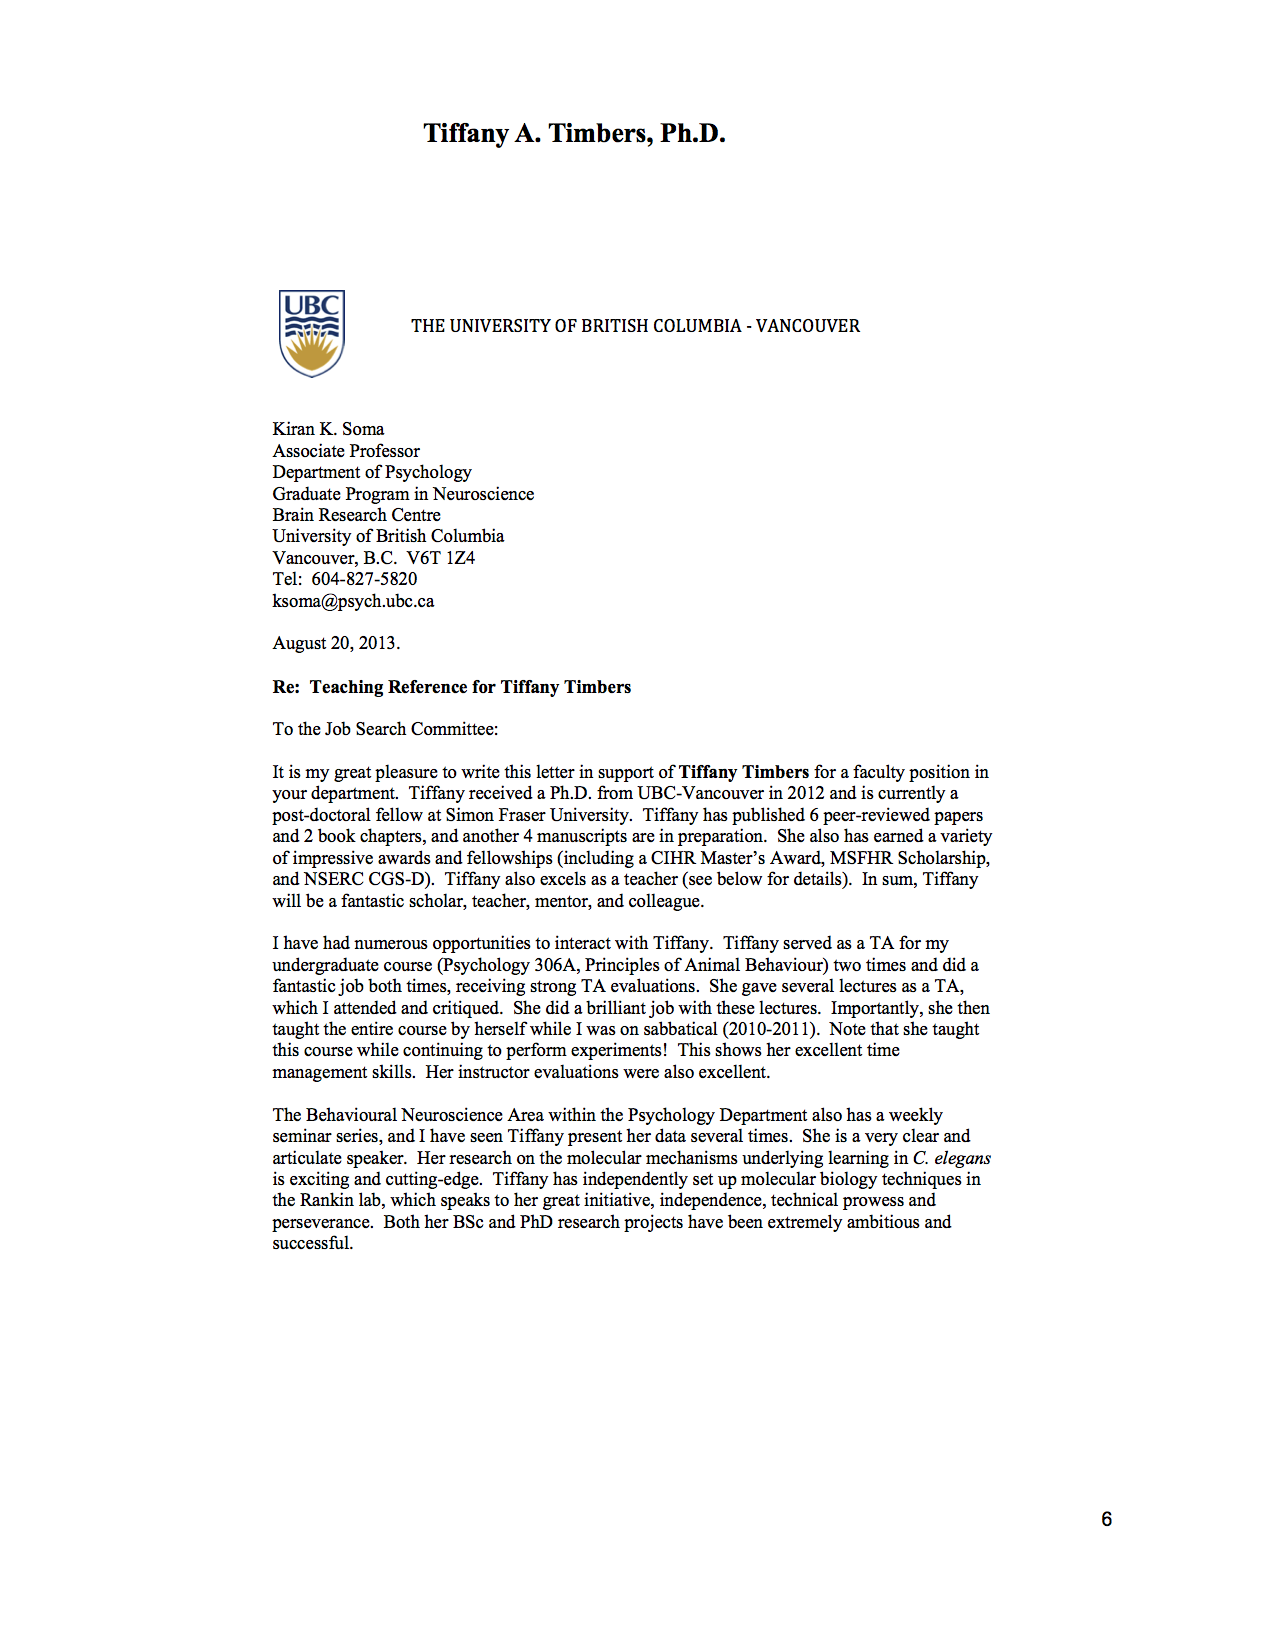 Tiffany A. Timbers, Ph.D.
UBC
THE UNIVERSITY OF BRITISH COLUMBIA - VANCOUVER
Kiran K. Soma
Associate Professor
Department of Psychology
Graduate Program in Neuroscience
Brain Research Centre
University of British Columbia
Vancouver, B.C.  V6T 1Z4
Tel:  604-827-5820
ksoma@psych.ubc.ca
August 20, 2013.
Re:  Teaching Reference for Tiffany Timbers
To the Job Search Committee:
It is my great pleasure to write this letter in support of Tiffany Timbers for a faculty position in
your department.  Tiffany received a Ph.D. from UBC-Vancouver in 2012 and is currently a
post-doctoral fellow at Simon Fraser University.  Tiffany has published 6 peer-reviewed papers
and 2 book chapters, and another 4 manuscripts are in preparation.  She also has earned a variety
of impressive awards and fellowships (including a CIHR Master’s Award, MSFHR Scholarship,
and NSERC CGS-D).  Tiffany also excels as a teacher (see below for details).  In sum, Tiffany
will be a fantastic scholar, teacher, mentor, and colleague.
I have had numerous opportunities to interact with Tiffany.  Tiffany served as a TA for my
undergraduate course (Psychology 306A, Principles of Animal Behaviour) two times and did a
fantastic job both times, receiving strong TA evaluations.  She gave several lectures as a TA,
which I attended and critiqued.  She did a brilliant job with these lectures.  Importantly, she then
taught the entire course by herself while I was on sabbatical (2010-2011).  Note that she taught
this course while continuing to perform experiments!  This shows her excellent time
management skills.  Her instructor evaluations were also excellent.
The Behavioural Neuroscience Area within the Psychology Department also has a weekly
seminar series, and I have seen Tiffany present her data several times.  She is a very clear and
articulate speaker.  Her research on the molecular mechanisms underlying learning in C. elegans
is exciting and cutting-edge.  Tiffany has independently set up molecular biology techniques in
the Rankin lab, which speaks to her great initiative, independence, technical prowess and
perseverance.  Both her BSc and PhD research projects have been extremely ambitious and
successful.
6